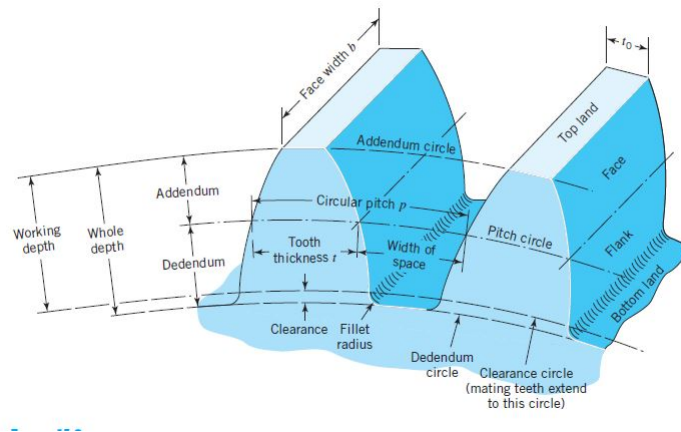 t₀
Face width b
Top land
Addendum circle
Face
Addendum
Circular pitch p
Working
depth
Whole
depth
Pitch circle
Tooth
thickness t
Width of
space
Flank
Dedendum
Bottom land
Clearance
Fillet
radius
Dedendum
circle
Clearance circle
(mating teeth extend
to this circle)